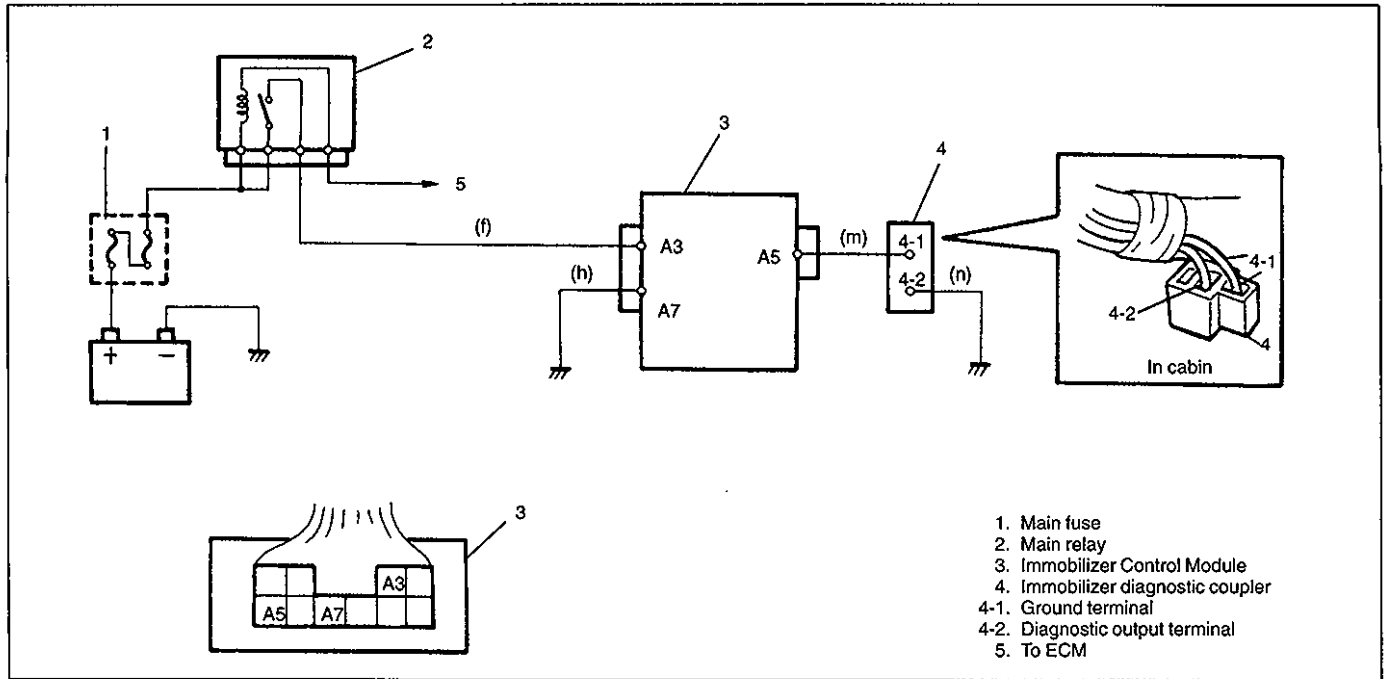 2
1
3
4
5
(f)
(m)
4-1
A3
A5
4-1
(h)
4-2
(n)
A7
4-2
4
+ −
In cabin
3
A3
A5 A7
1. Main fuse
2. Main relay
3. Immobilizer Control Module
4. Immobilizer diagnostic coupler
4-1. Ground terminal
4-2. Diagnostic output terminal
5. To ECM